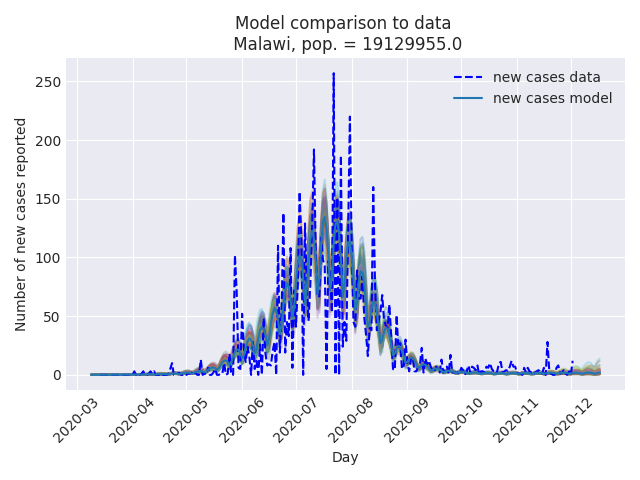 Model comparison to data
Malawi, pop. = 19129955.0
new cases data
new cases model
Number of new cases reported
250
200
150
100
50
0
2020-03
2020-04
2020-05
2020-06
2020-07
2020-08
2020-09
2020-10
2020-11
2020-12
Day